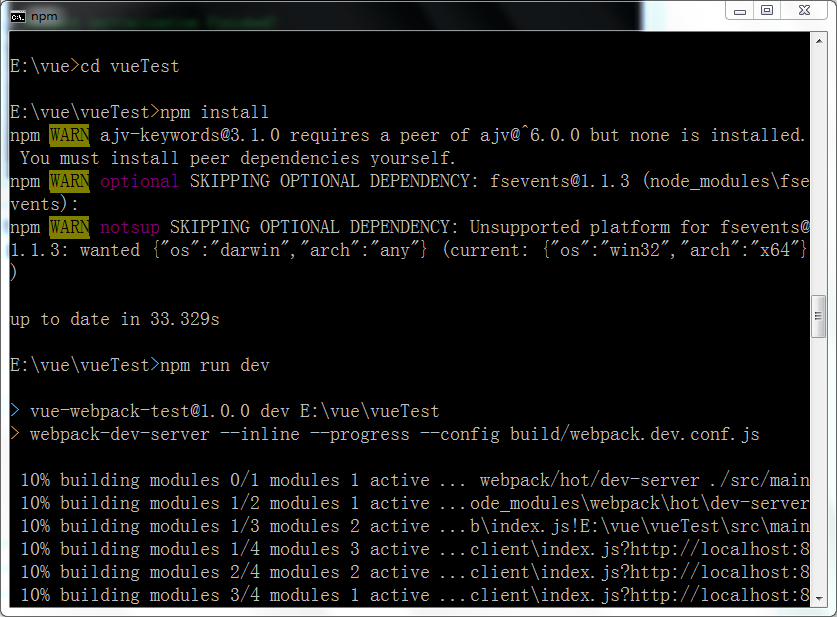 npm
E:\vue>cd vueTest
E:\vue\vueTest>npm install
npm WARN ajv-keywords@3.1.0 requires a peer of ajv@^6.0.0 but none is installed.
You must install peer dependencies yourself.
npm WARN optional SKIPPING OPTIONAL DEPENDENCY: fsevents@1.1.3 (node_modules\fse
vents):
npm WARN notsup SKIPPING OPTIONAL DEPENDENCY: Unsupported platform for fsevents@
1.1.3: wanted {"os":"darwin","arch":"any"} (current: {"os":"win32","arch":"x64"}
)
up to date in 33.329s
E:\vue\vueTest>npm run dev
> vue-webpack-test@1.0.0 dev E:\vue\vueTest
> webpack-dev-server --inline --progress --config build/webpack.dev.conf.js
10% building modules 0/1 modules 1 active ... webpack/hot/dev-server ./src/main
10% building modules 1/2 modules 1 active ...ode_modules\webpack\hot\dev-server
10% building modules 1/3 modules 2 active ...b\index.js!E:\vue\vueTest\src\main
10% building modules 1/4 modules 3 active ...client\index.js?http://localhost:8
10% building modules 2/4 modules 2 active ...client\index.js?http://localhost:8
10% building modules 3/4 modules 1 active ...client\index.js?http://localhost:8